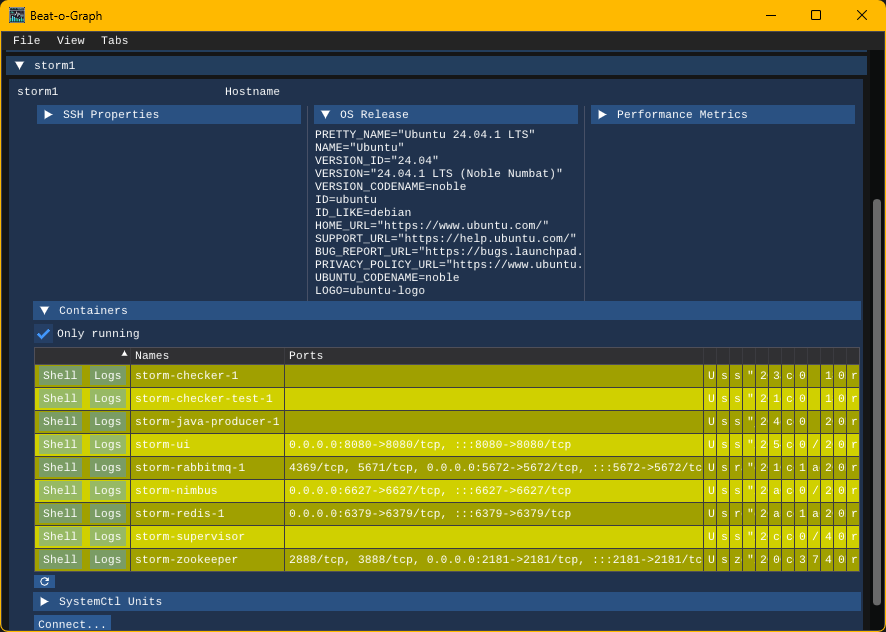 Beat-o-Graph
File View Tabs
storm1
storm1 Hostname
SSH Properties
OS Release
PRETTY_NAME="Ubuntu 24.04.1 LTS"
NAME="Ubuntu"
VERSION_ID="24.04"
VERSION="24.04.1 LTS (Noble Numbat)"
VERSION_CODENAME=noble
ID=ubuntu
ID_LIKE=debian
HOME_URL="https://www.ubuntu.com/"
SUPPORT_URL="https://help.ubuntu.com/"
BUG_REPORT_URL="https://bugs.launchpad.
PRIVACY_POLICY_URL="https://www.ubuntu.
UBUNTU_CODENAME=noble
LOGO=ubuntu-logo
Performance Metrics
Containers
Only running
Names Ports
Shell Logs storm-checker-1 U s s " 2 3 c 0 1 0 r
Shell Logs storm-checker-test-1 U s s " 2 1 c 0 1 0 r
Shell Logs storm-java-producer-1 U s s " 2 4 c 0 2 0 r
Shell Logs storm-ui 0.0.0.0:8080->8080/tcp, :::8080->8080/tcp U s s " 2 5 c 0 / 2 0 r
Shell Logs storm-rabbitmq-1 4369/tcp, 5671/tcp, 0.0.0.0:5672->5672/tcp, :::5672->5672/tc U s r " 2 1 c 1 a 2 0 r
Shell Logs storm-nimbus 0.0.0.0:6627->6627/tcp, :::6627->6627/tcp U s s " 2 a c 0 / 2 0 r
Shell Logs storm-redis-1 0.0.0.0:6379->6379/tcp, :::6379->6379/tcp U s r " 2 a c 1 a 2 0 r
Shell Logs storm-supervisor U s s " 2 c c 0 / 4 0 r
Shell Logs storm-zookeeper 2888/tcp, 3888/tcp, 0.0.0.0:2181->2181/tcp, :::2181->2181/tc U s z " 2 0 c 3 7 4 0 r
SystemCtl Units
Connect...